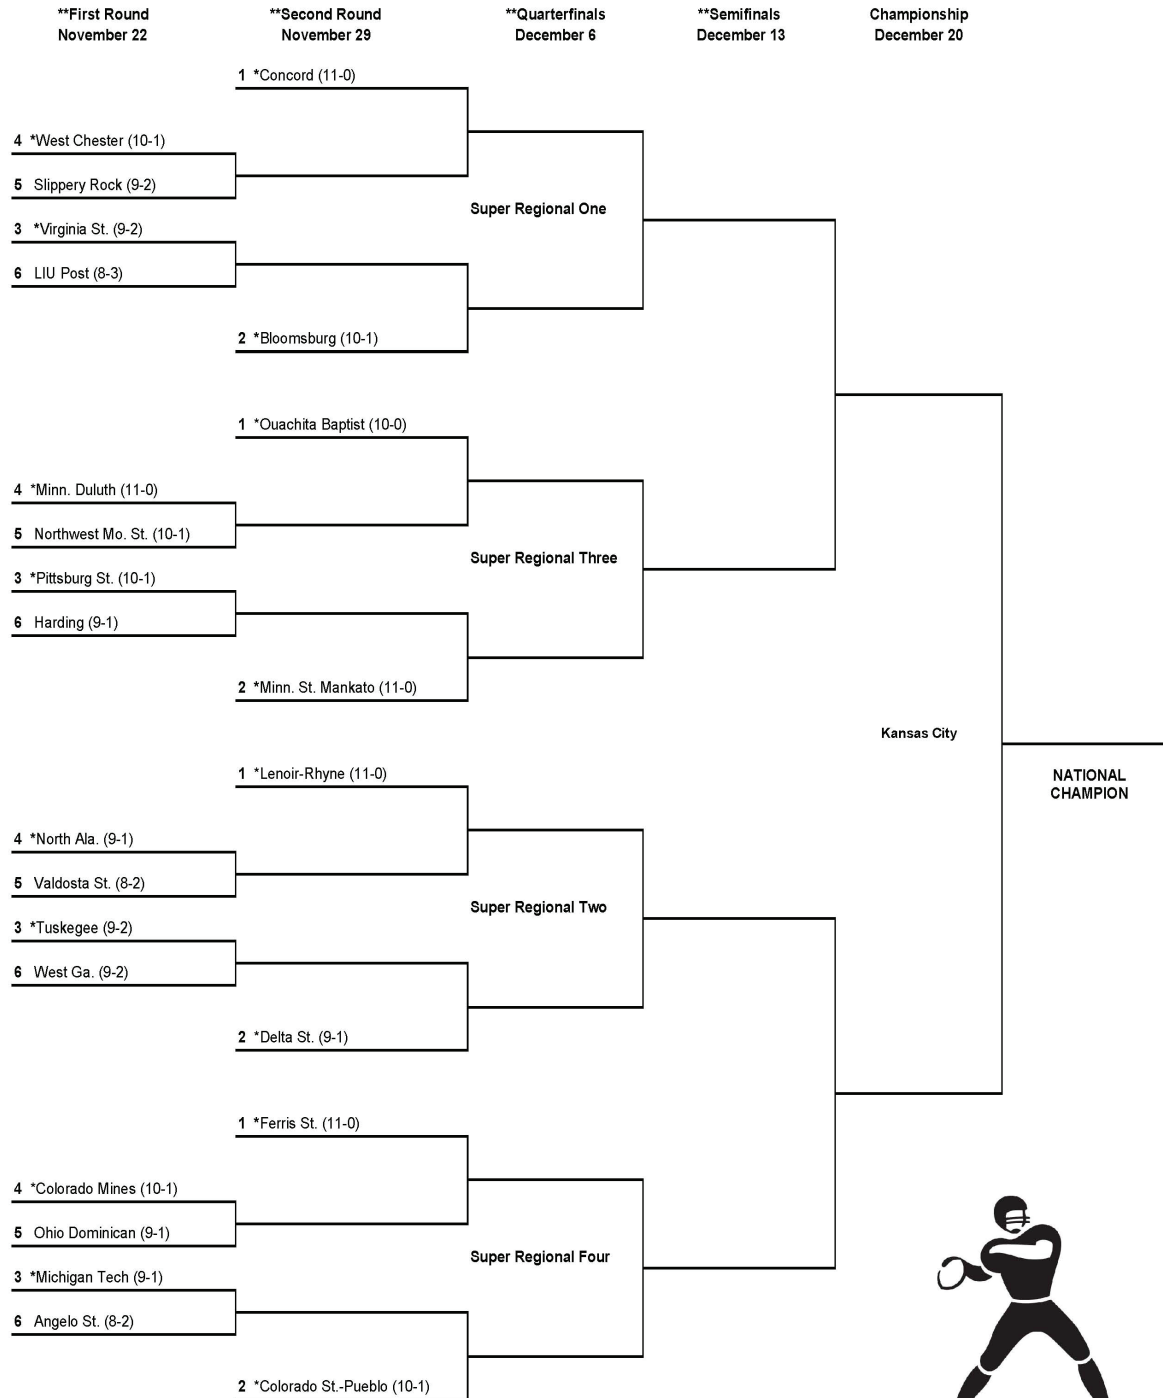 **First Round
November 22
**Second Round
November 29
**Quarterfinals
December 6
**Semifinals
December 13
Championship
December 20
1 *Concord (11-0)
4 *West Chester (10-1)
5 Slippery Rock (9-2)
Super Regional One
3 *Virginia St. (9-2)
6 LIU Post (8-3)
2 *Bloomsburg (10-1)
1 *Ouachita Baptist (10-0)
4 *Minn. Duluth (11-0)
5 Northwest Mo. St. (10-1)
Super Regional Three
3 *Pittsburg St. (10-1)
6 Harding (9-1)
2 *Minn. St. Mankato (11-0)
Kansas City
NATIONAL
CHAMPION
1 *Lenoir-Rhyne (11-0)
4 *North Ala. (9-1)
5 Valdosta St. (8-2)
Super Regional Two
3 *Tuskegee (9-2)
6 West Ga. (9-2)
2 *Delta St. (9-1)
1 *Ferris St. (11-0)
4 *Colorado Mines (10-1)
5 Ohio Dominican (9-1)
Super Regional Four
3 *Michigan Tech (9-1)
6 Angelo St. (8-2)
2 *Colorado St.-Pueblo (10-1)